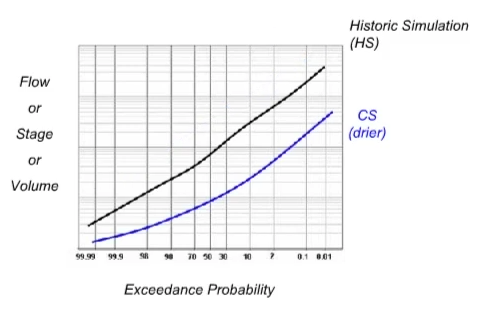 Historic Simulation
(HS)
Flow
or
Stage
or
Volume
CS
(drier)
99.99 99.9 98 90 70 50 30 10 2 0.1 0.01
Exceedance Probability